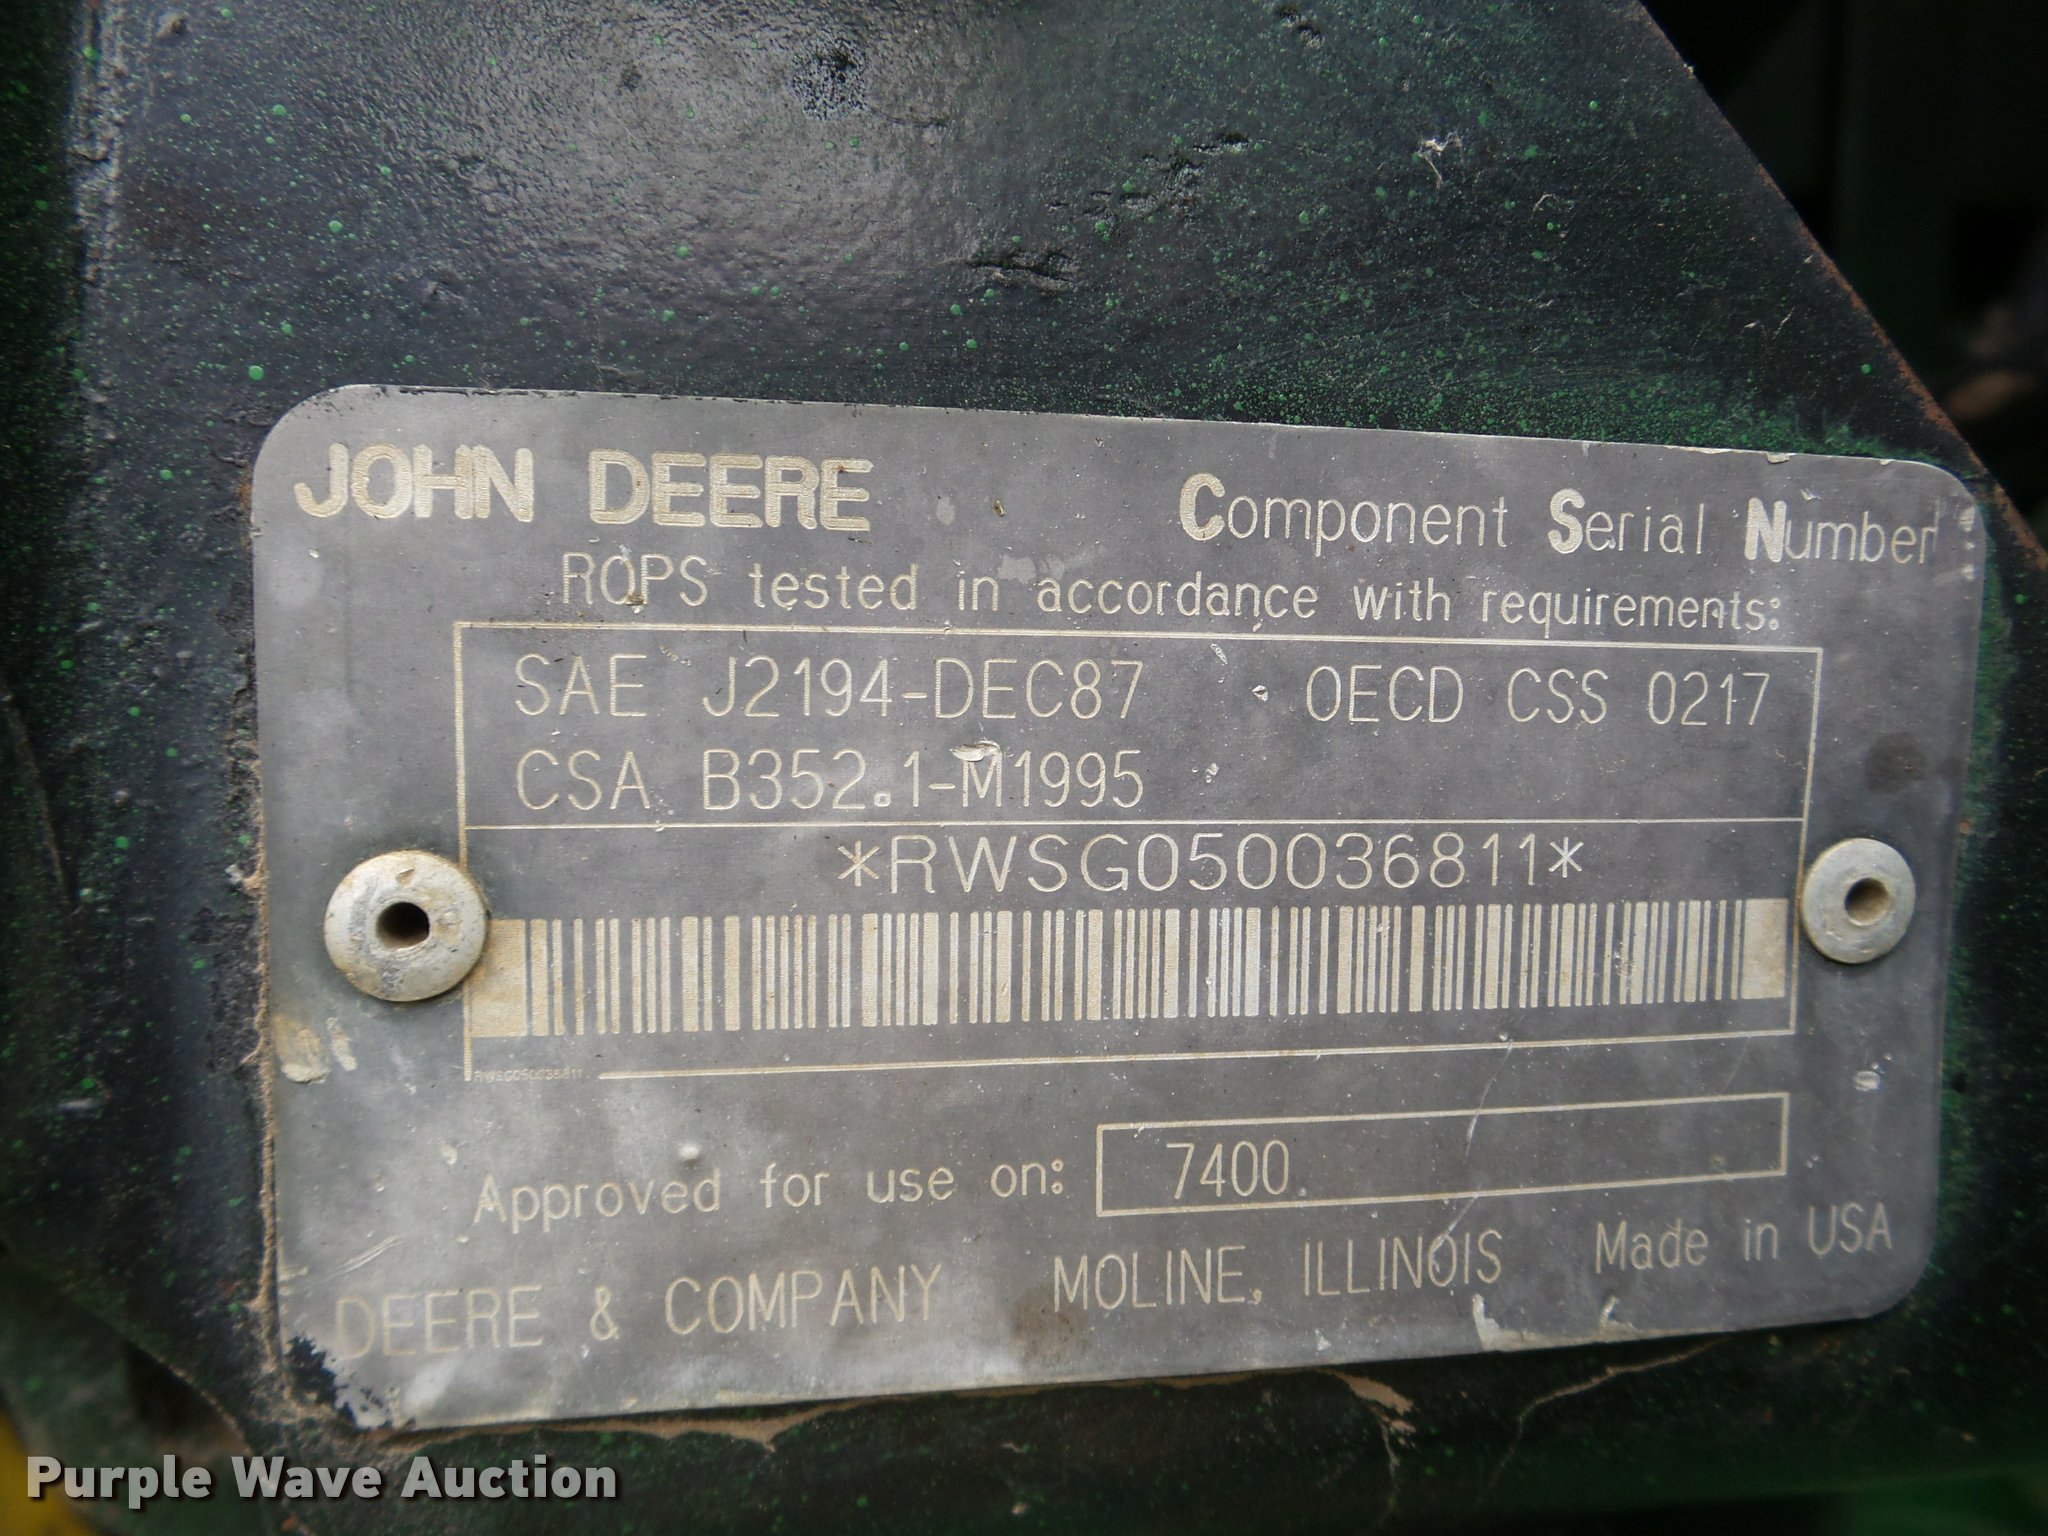 JOHN DEERE Component Serial Number
ROPS tested in accordance with requirements:
SAE J2194-DEC87 OECD CSS 0217
CSA B352.1-M1995
*RWSG050036811*
RWSG050036811
Approved for use on: 7400
DEERE & COMPANY MOLINE, ILLINOIS Made in USA
Purple Wave Auction